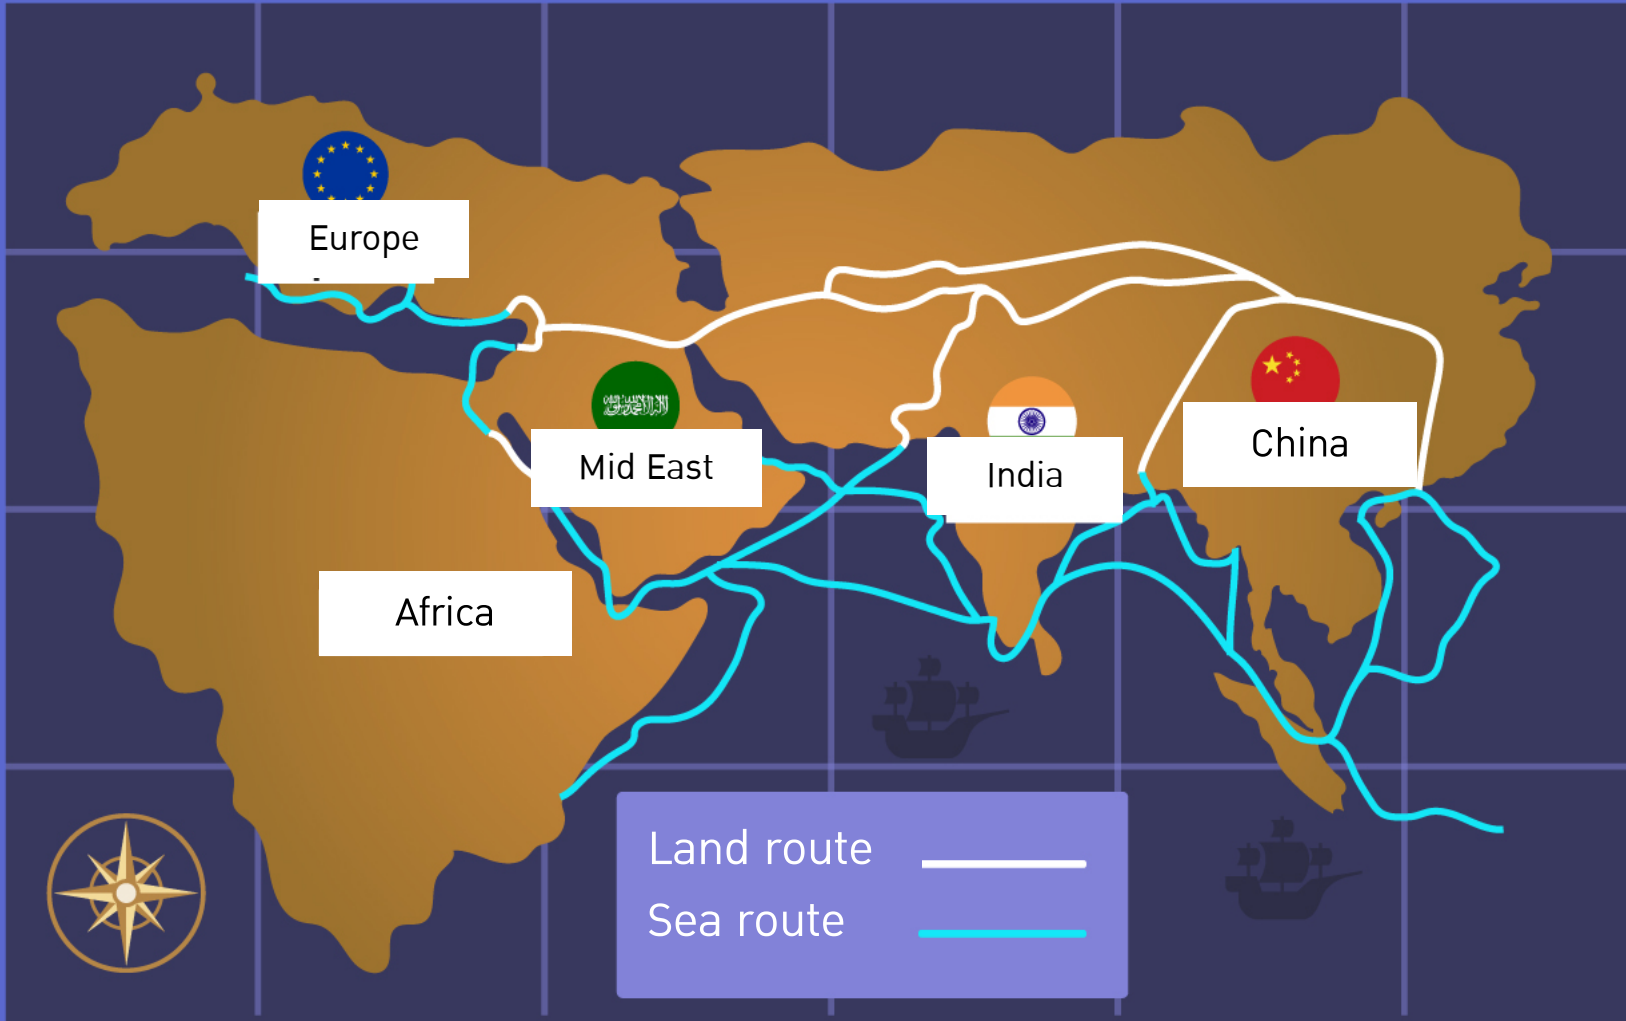 Europe
Mid East
India
China
Africa
Land route
Sea route